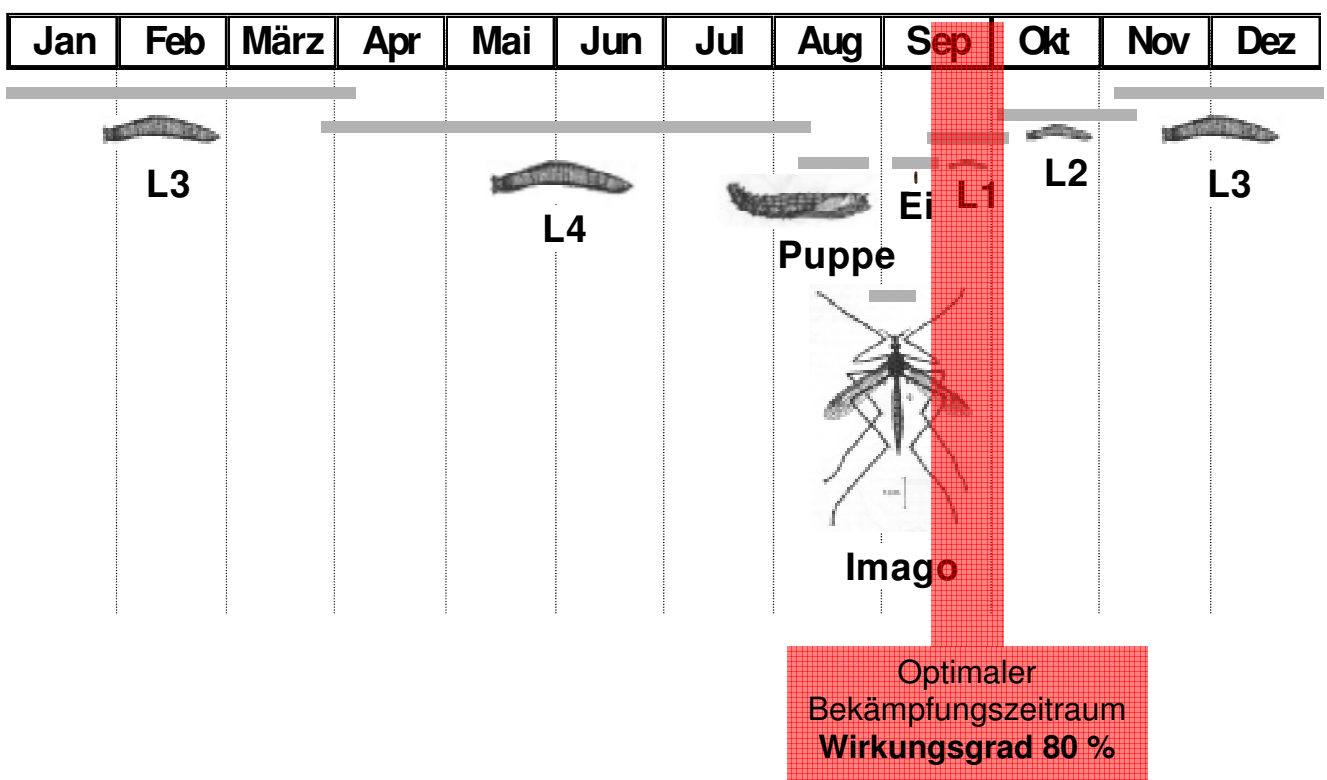 Jan Feb März Apr Mai Jun Jul Aug Sep Okt Nov Dez
L3
L4
Puppe
Ei
L1
L2
L3
Imago
Optimaler
Bekämpfungszeitraum
Wirkungsgrad 80 %